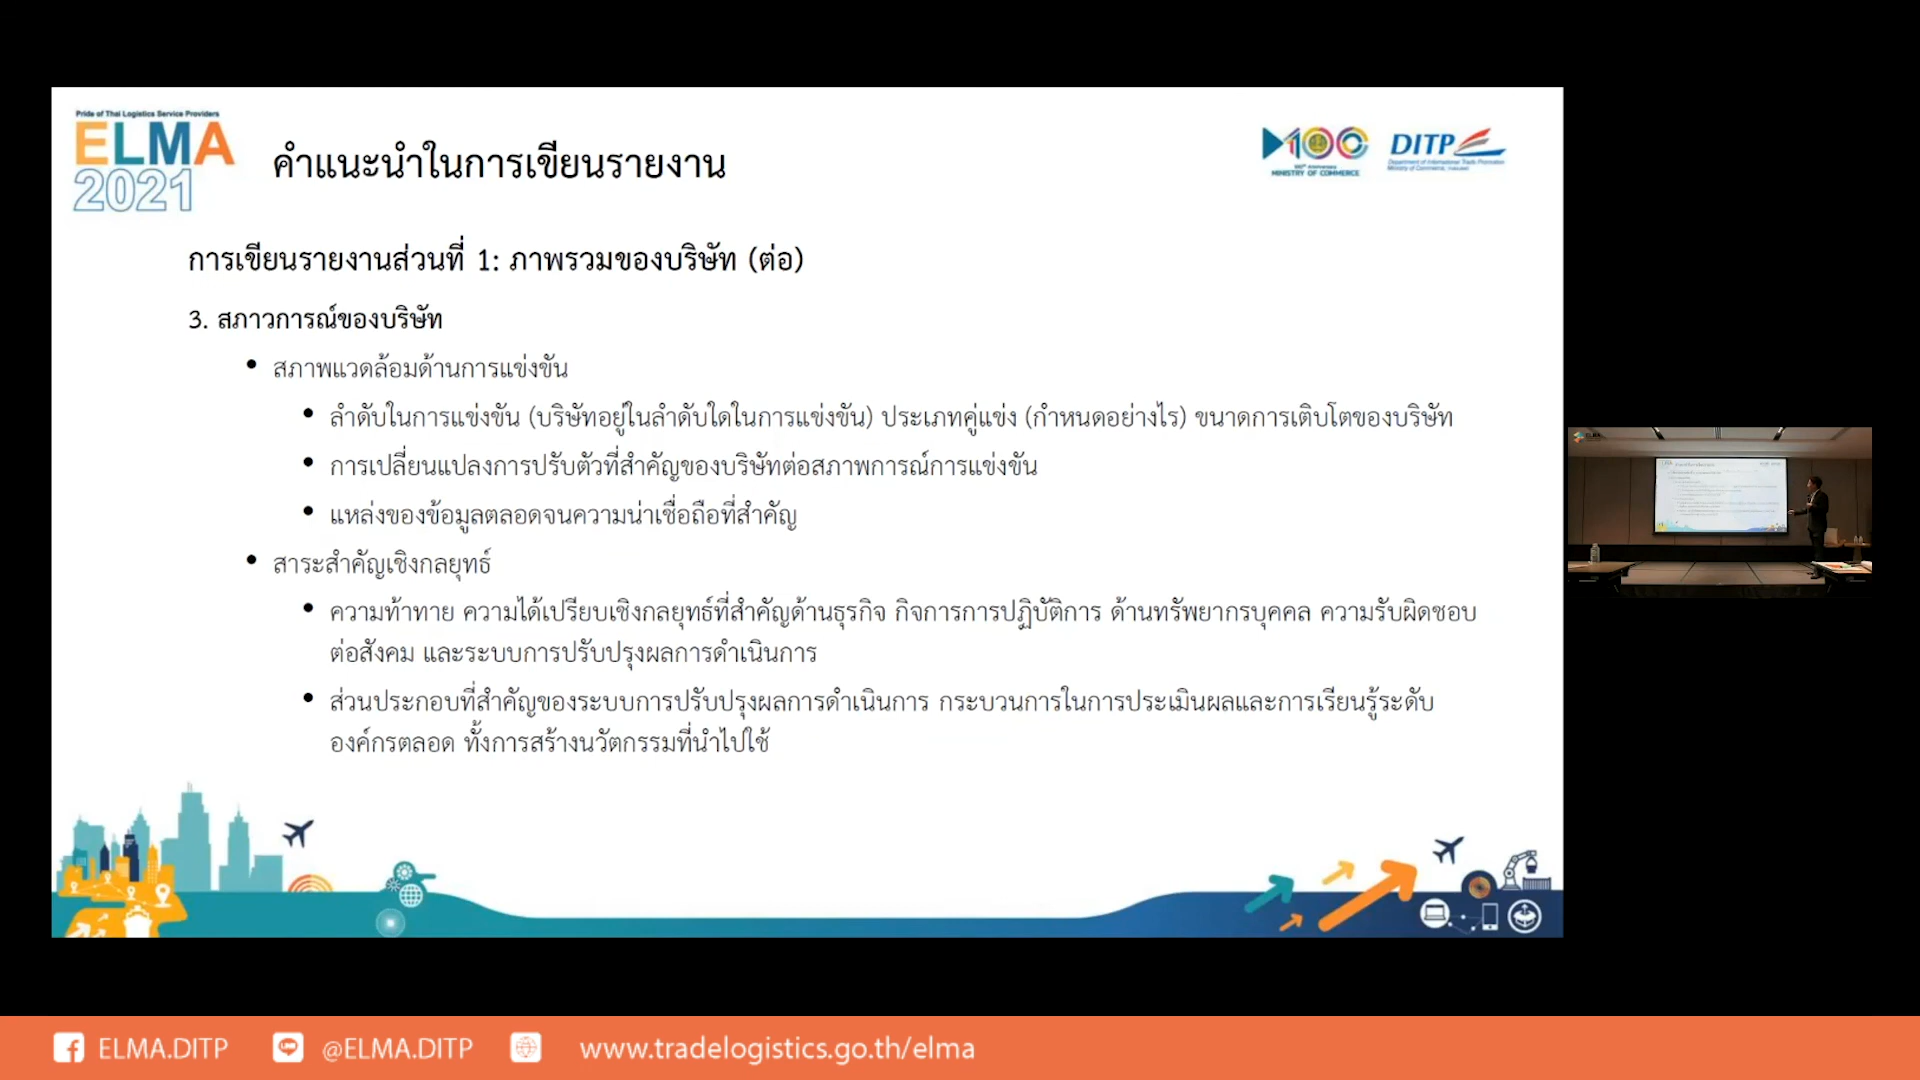 Pride of Thai Logistics Service Providers
ELMA
2021
คำแนะนำในการเขียนรายงาน
MOC
MINISTRY OF COMMERCE
DITP
Department of International Trade Promotion
Ministry of Commerce, Thailand
การเขียนรายงานส่วนที่ 1: ภาพรวมของบริษัท (ต่อ)
3. สภาวการณ์ของบริษัท
• สภาพแวดล้อมด้านการแข่งขัน
• ลำดับในการแข่งขัน (บริษัทอยู่ในลำดับใดในการแข่งขัน) ประเภทคู่แข่ง (กำหนดอย่างไร) ขนาดการเติบโตของบริษัท
• การเปลี่ยนแปลงการปรับตัวที่สำคัญของบริษัทต่อสภาพการณ์การแข่งขัน
• แหล่งของข้อมูลตลอดจนความน่าเชื่อถือที่สำคัญ
• สาระสำคัญเชิงกลยุทธ์
• ความท้าทาย ความได้เปรียบเชิงกลยุทธ์ที่สำคัญด้านธุรกิจ กิจการการปฏิบัติการ ด้านทรัพยากรบุคคล ความรับผิดชอบ
ต่อสังคม และระบบการปรับปรุงผลการดำเนินการ
• ส่วนประกอบที่สำคัญของระบบการปรับปรุงผลการดำเนินการ กระบวนการในการประเมินผลและการเรียนรู้ระดับ
องค์กรตลอด ทั้งการสร้างนวัตกรรมที่นำไปใช้
ELMA.DITP
@ELMA.DITP
www.tradelogistics.go.th/elma